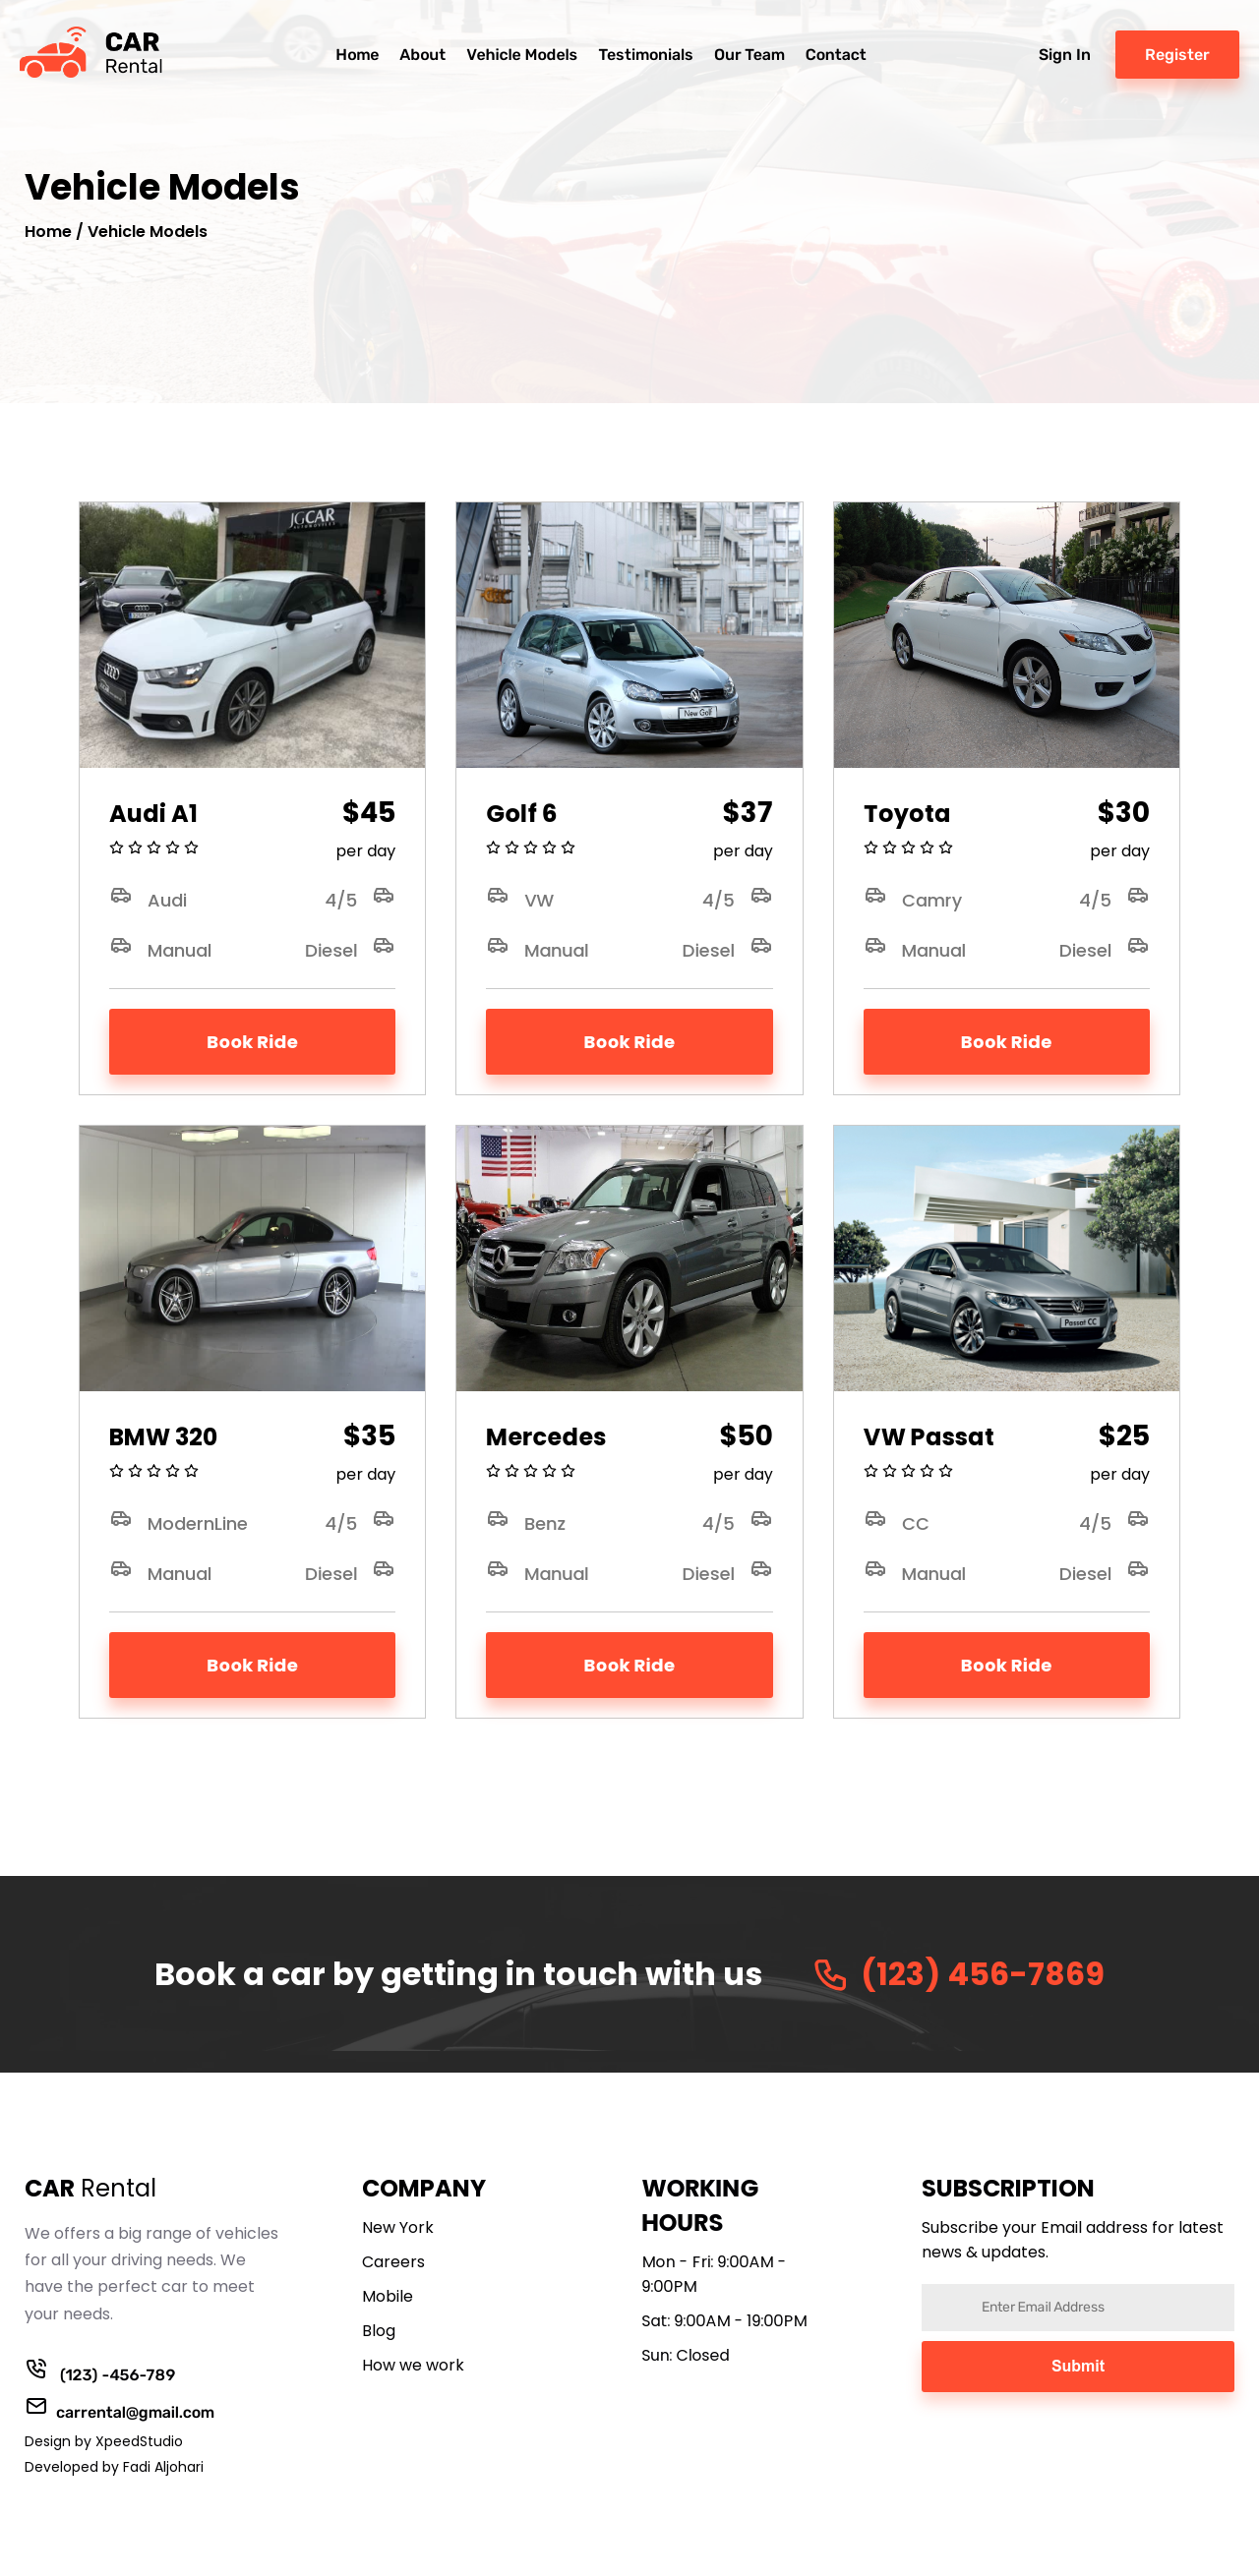 CAR
Rental
Home About Vehicle Models Testimonials Our Team Contact
Sign In Register
Vehicle Models
Home / Vehicle Models
JGCAR
AUTOMOVILES
New Golf
Audi A1 $45
per day
Audi 4/5
Manual Diesel
Book Ride
Golf 6 $37
per day
VW 4/5
Manual Diesel
Book Ride
Toyota $30
per day
Camry 4/5
Manual Diesel
Book Ride
Passat CC
BMW 320 $35
per day
ModernLine 4/5
Manual Diesel
Book Ride
Mercedes $50
per day
Benz 4/5
Manual Diesel
Book Ride
VW Passat $25
per day
CC 4/5
Manual Diesel
Book Ride
Book a car by getting in touch with us (123) 456-7869
CAR Rental
We offers a big range of vehicles
for all your driving needs. We
have the perfect car to meet
your needs.
(123) -456-789
carrental@gmail.com
Design by XpeedStudio
Developed by Fadi Aljohari
COMPANY
New York
Careers
Mobile
Blog
How we work
WORKING
HOURS
Mon - Fri: 9:00AM -
9:00PM
Sat: 9:00AM - 19:00PM
Sun: Closed
SUBSCRIPTION
Subscribe your Email address for latest
news & updates.
Enter Email Address
Submit